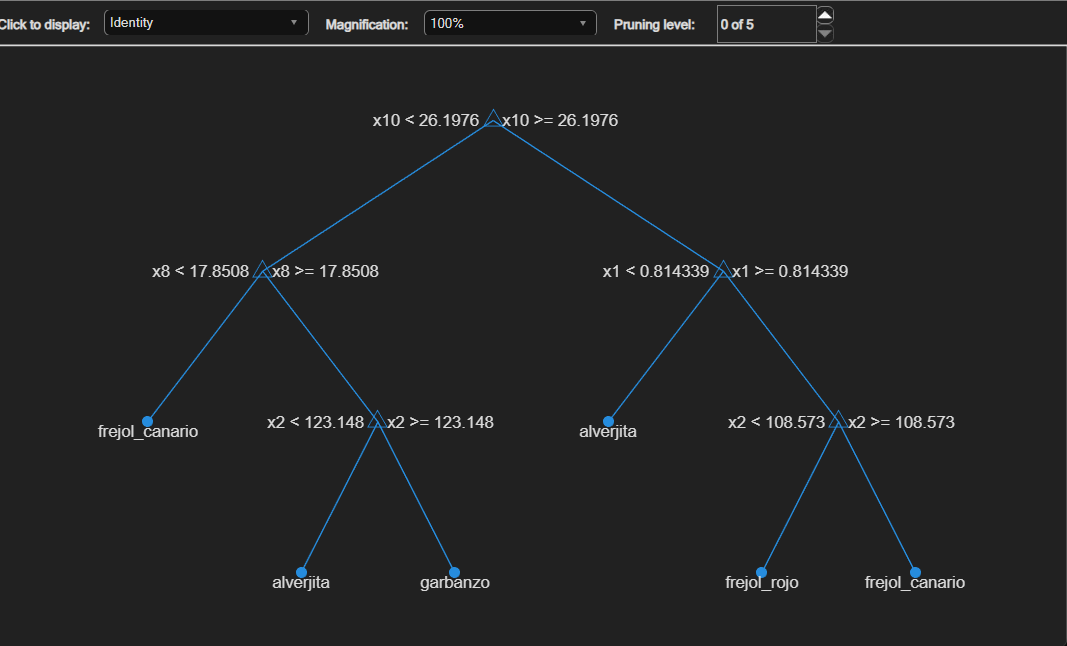 Click to display: Identity Magnification: 100% Pruning level: 0 of 5
x10 < 26.1976 x10 >= 26.1976
x8 < 17.8508 x8 >= 17.8508 x1 < 0.814339 x1 >= 0.814339
frejol_canario x2 < 123.148 x2 >= 123.148 alverjita x2 < 108.573 x2 >= 108.573
alverjita garbanzo frejol_rojo frejol_canario